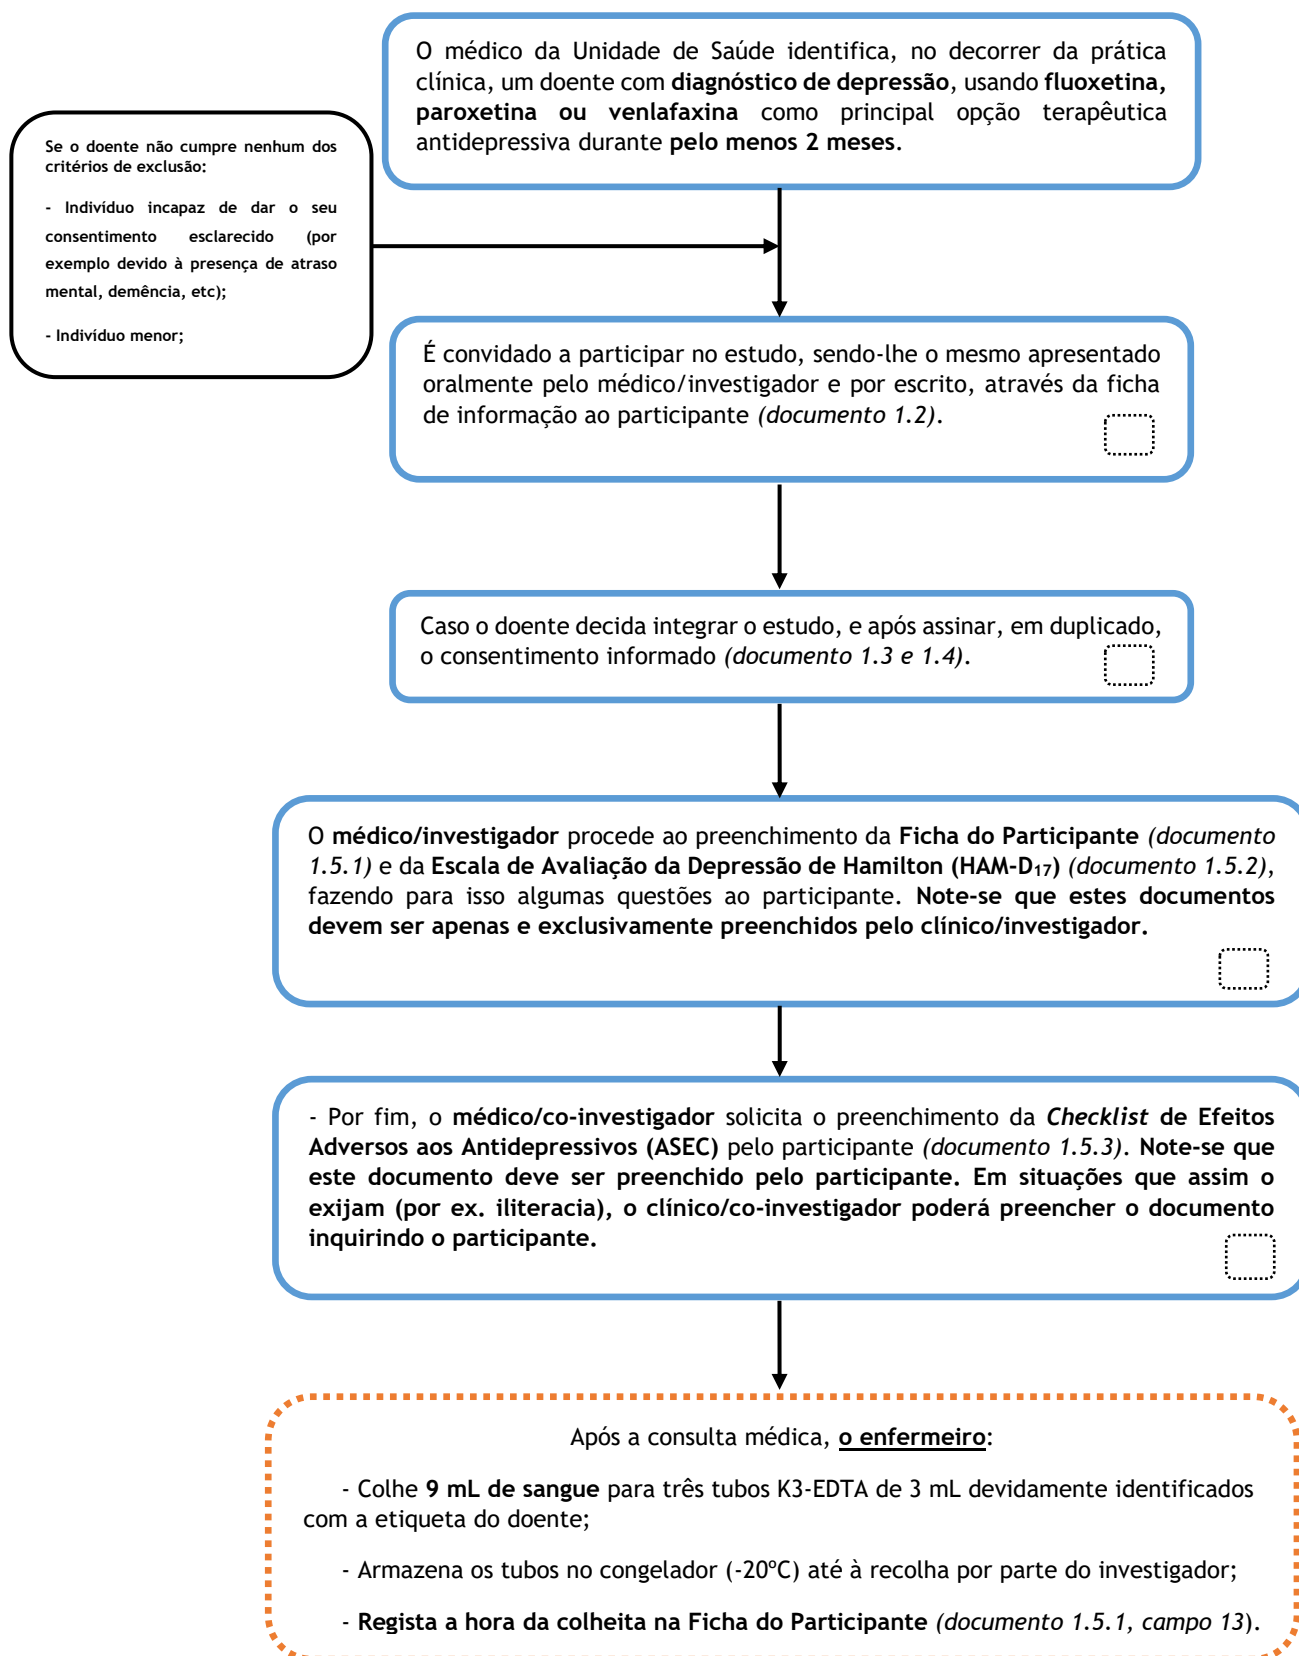 O médico da Unidade de Saúde identifica, no decorrer da prática
clínica, um doente com diagnóstico de depressão, usando fluoxetina,
paroxetina ou venlafaxina como principal opção terapêutica
antidepressiva durante pelo menos 2 meses.
Se o doente não cumpre nenhum dos
critérios de exclusão:
- Indivíduo incapaz de dar o seu
consentimento esclarecido (por
exemplo devido à presença de atraso
mental, demência, etc);
- Indivíduo menor;
É convidado a participar no estudo, sendo-lhe o mesmo apresentado
oralmente pelo médico/investigador e por escrito, através da ficha
de informação ao participante (documento 1.2).
Caso o doente decida integrar o estudo, e após assinar, em duplicado,
o consentimento informado (documento 1.3 e 1.4).
O médico/investigador procede ao preenchimento da Ficha do Participante (documento
1.5.1) e da Escala de Avaliação da Depressão de Hamilton (HAM-D₁₇) (documento 1.5.2),
fazendo para isso algumas questões ao participante. Note-se que estes documentos
devem ser apenas e exclusivamente preenchidos pelo clínico/investigador.
- Por fim, o médico/co-investigador solicita o preenchimento da Checklist de Efeitos
Adversos aos Antidepressivos (ASEC) pelo participante (documento 1.5.3). Note-se que
este documento deve ser preenchido pelo participante. Em situações que assim o
exijam (por ex. iliteracia), o clínico/co-investigador poderá preencher o documento
inquirindo o participante.
Após a consulta médica, o enfermeiro:
- Colhe 9 mL de sangue para três tubos K3-EDTA de 3 mL devidamente identificados
com a etiqueta do doente;
- Armazena os tubos no congelador (-20ºC) até à recolha por parte do investigador;
- Regista a hora da colheita na Ficha do Participante (documento 1.5.1, campo 13).